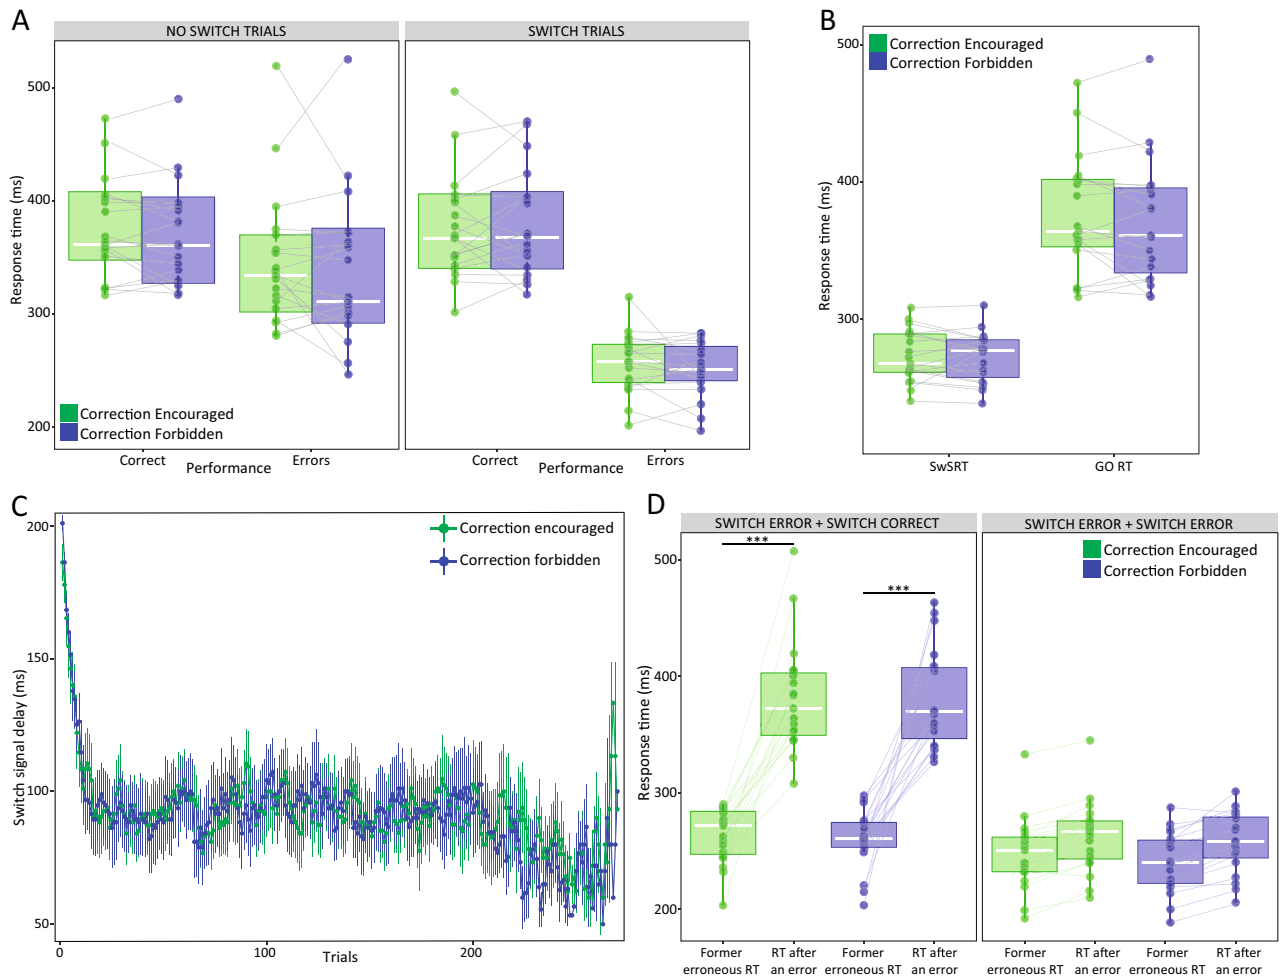 A
NO SWITCH TRIALS
SWITCH TRIALS
500
400
300
200
Response time (ms)
Correction Encouraged
Correction Forbidden
Correct
Performance
Errors
Correct
Performance
Errors
B
500
400
300
Response time (ms)
Correction Encouraged
Correction Forbidden
SwSRT
GO RT
C
200
150
100
50
Switch signal delay (ms)
Correction encouraged
Correction forbidden
0
100
200
Trials
D
SWITCH ERROR + SWITCH CORRECT
SWITCH ERROR + SWITCH ERROR
500
400
300
200
Response time (ms)
***
***
Correction Encouraged
Correction Forbidden
Former
erroneous RT
RT after
an error
Former
erroneous RT
RT after
an error
Former
erroneous RT
RT after
an error
Former
erroneous RT
RT after
an error